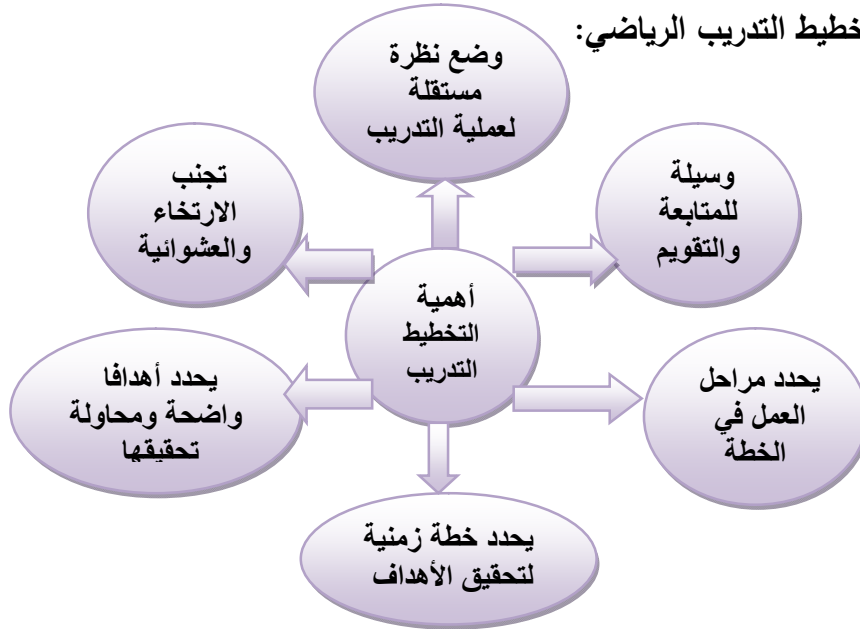 خطيط التدريب الرياضي:
وضع نظرة
مستقلة
لعملية التدريب
وسيلة
للمتابعة
والتقويم
تجنب
الارتخاء
والعشوائية
أهمية
التخطيط
التدريب
يحدد مراحل
العمل في
الخطة
يحدد أهدافا
واضحة ومحاولة
تحقيقها
يحدد خطة زمنية
لتحقيق الأهداف